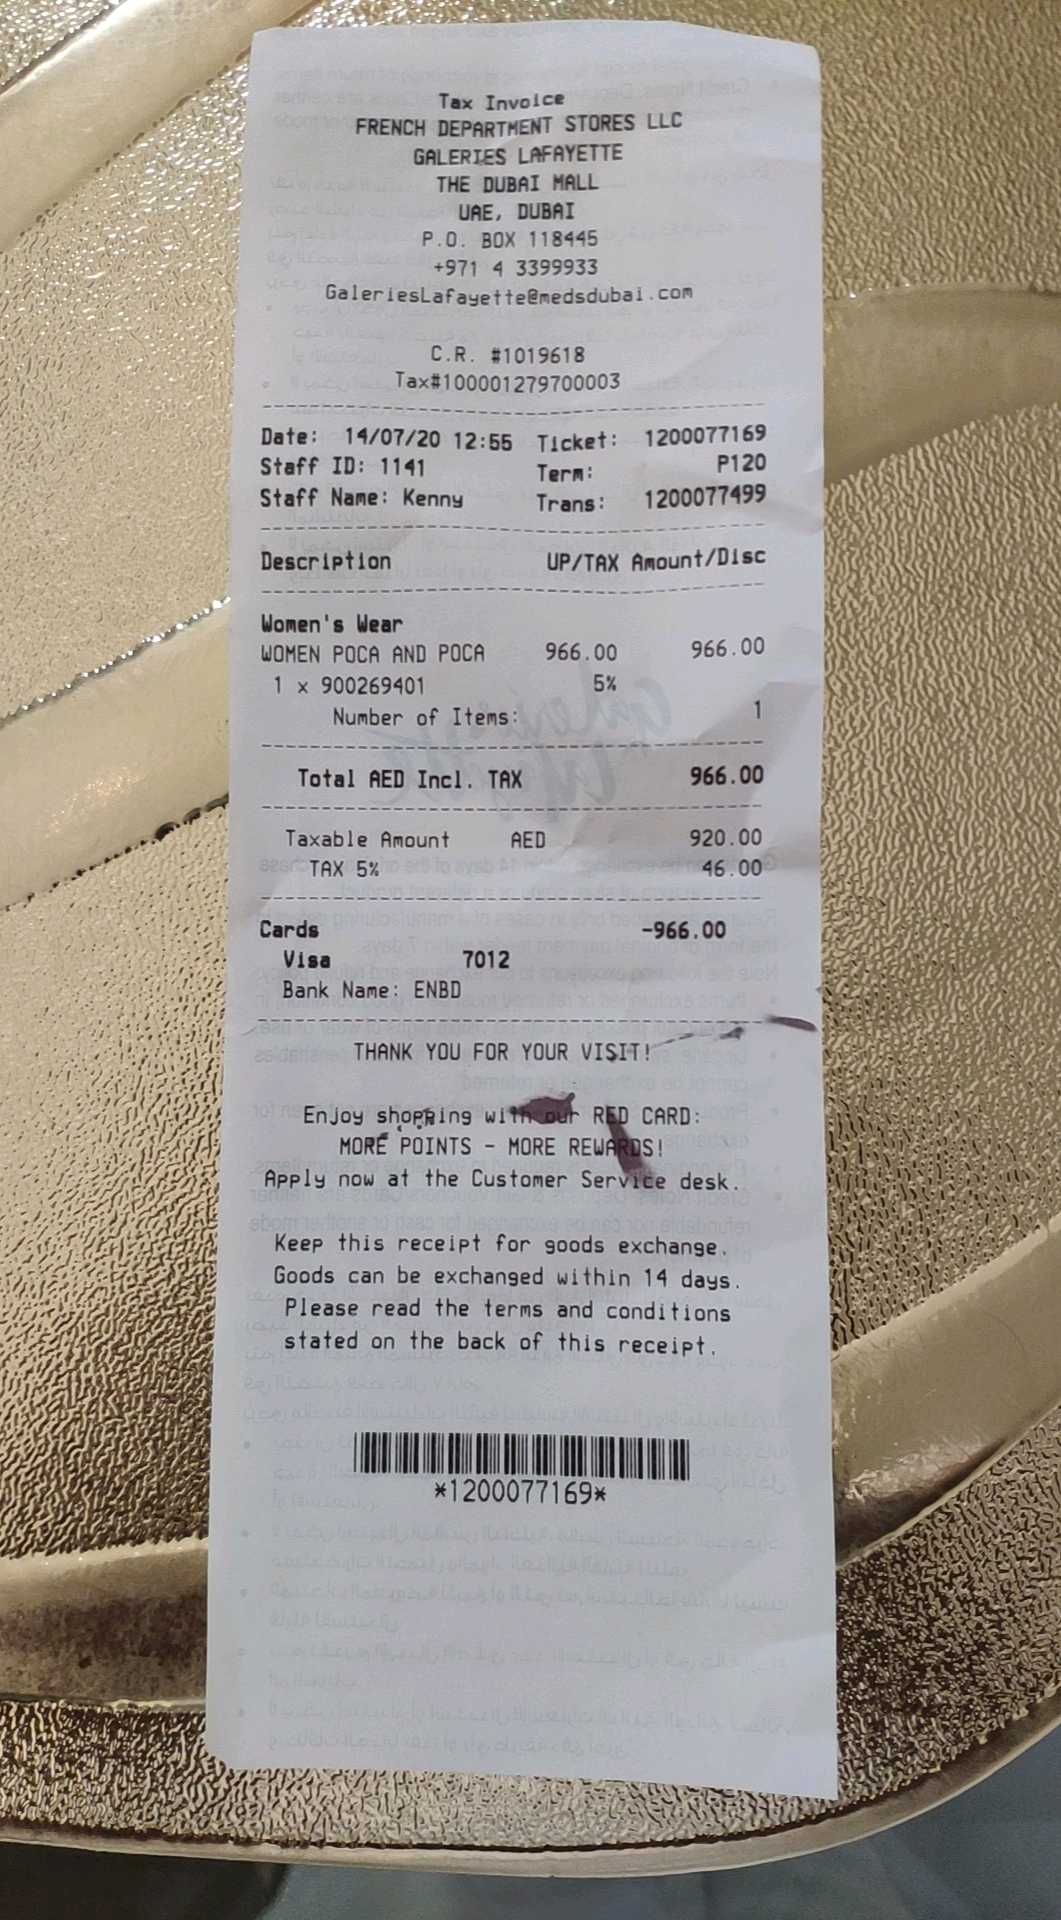 Tax Invoice
FRENCH DEPARTMENT STORES LLC
GALERIES LAFAYETTE
THE DUBAI MALL
UAE, DUBAI
P.O. BOX 118445
+971 4 3399933
GaleriesLafayette@medsdubai.com
C.R. #1019618
Tax#100001279700003
Date: 14/07/20 12:55 Ticket: 1200077169
Staff ID: 1141 Term: P120
Staff Name: Kenny Trans: 1200077499
Description UP/TAX Amount/Disc
Women's Wear
WOMEN POCA AND POCA 966.00 966.00
1 x 900269401 5%
Number of Items: 1
Total AED Incl. TAX 966.00
Taxable Amount AED 920.00
TAX 5% 46.00
Cards -966.00
Visa 7012
Bank Name: ENBD
THANK YOU FOR YOUR VISIT!
Enjoy shopping with our RED CARD:
MORE POINTS - MORE REWARDS!
Apply now at the Customer Service desk.
Keep this receipt for goods exchange.
Goods can be exchanged within 14 days.
Please read the terms and conditions
stated on the back of this receipt.
*1200077169*